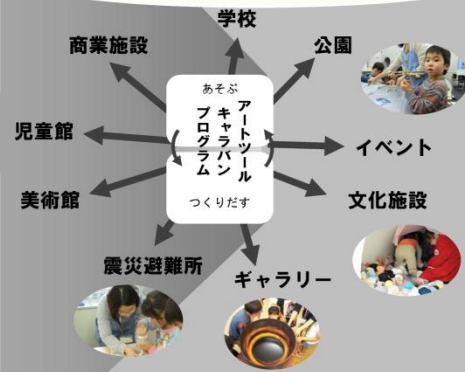 学校
商業施設
公園
あそぶ
アートツール
キャラバン
プログラム
つくりだす
児童館
イベント
美術館
文化施設
震災避難所
ギャラリー